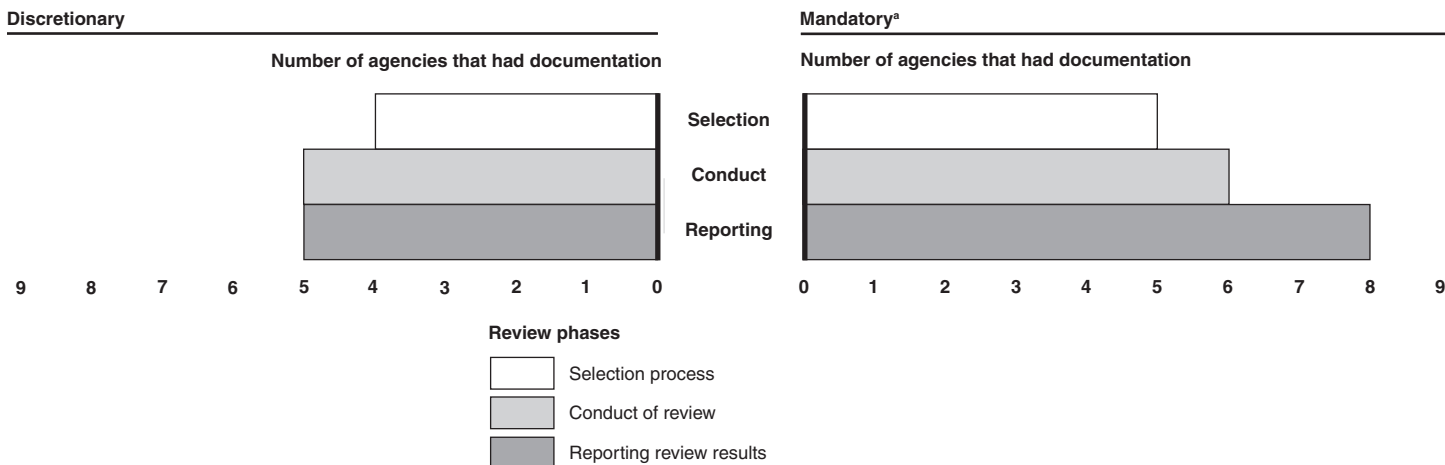 Discretionary
Mandatoryᵃ
Number of agencies that had documentation
Number of agencies that had documentation
Selection
Conduct
Reporting
9 8 7 6 5 4 3 2 1 0
0 1 2 3 4 5 6 7 8 9
Review phases
Selection process
Conduct of review
Reporting review results